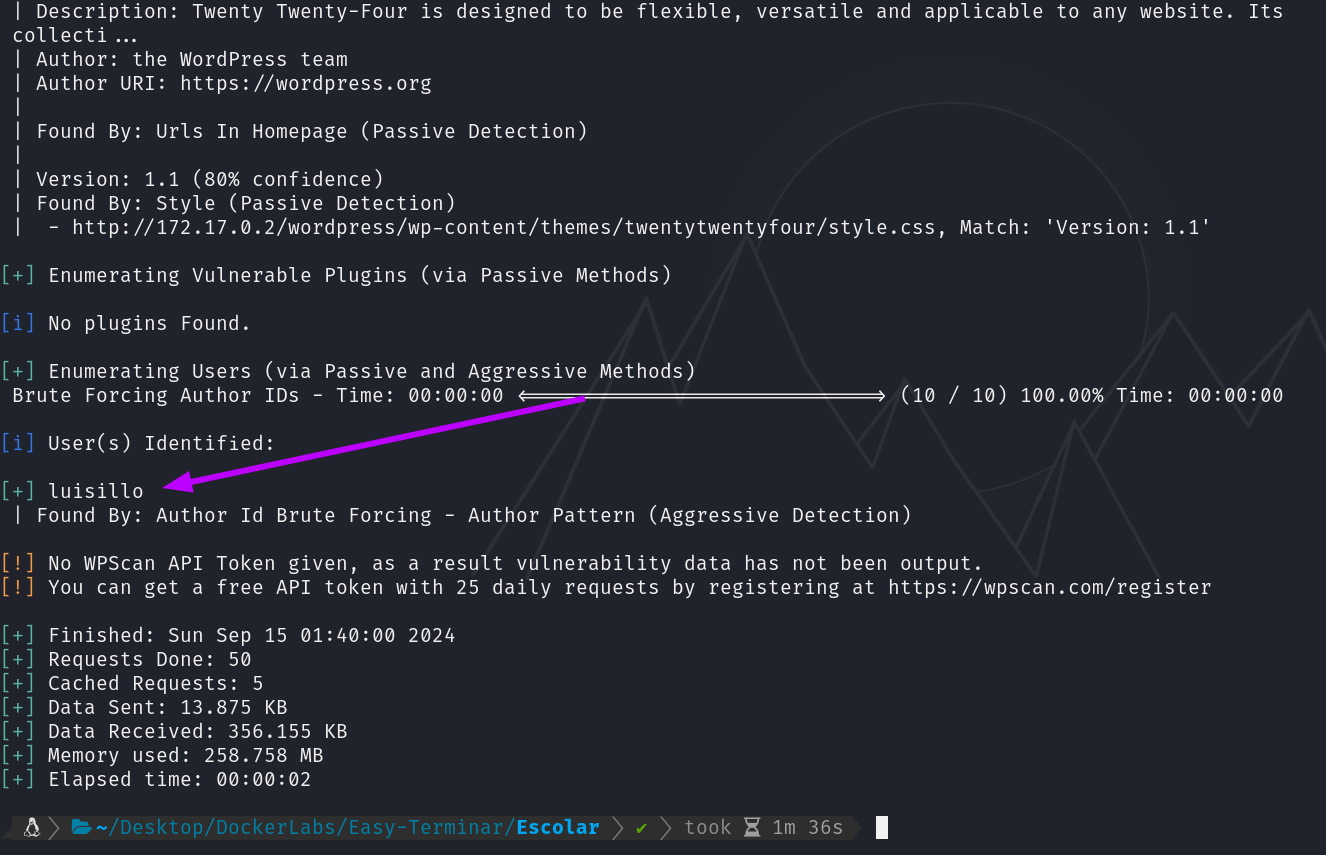 | Description: Twenty Twenty-Four is designed to be flexible, versatile and applicable to any website. Its
collecti...
| Author: the WordPress team
| Author URI: https://wordpress.org
|
| Found By: Urls In Homepage (Passive Detection)
|
| Version: 1.1 (80% confidence)
| Found By: Style (Passive Detection)
|  - http://172.17.0.2/wordpress/wp-content/themes/twentytwentyfour/style.css, Match: 'Version: 1.1'
[+] Enumerating Vulnerable Plugins (via Passive Methods)
[i] No plugins Found.
[+] Enumerating Users (via Passive and Aggressive Methods)
Brute Forcing Author IDs - Time: 00:00:00 <==============================> (10 / 10) 100.00% Time: 00:00:00
[i] User(s) Identified:
[+] luisillo
| Found By: Author Id Brute Forcing - Author Pattern (Aggressive Detection)
[!] No WPScan API Token given, as a result vulnerability data has not been output.
[!] You can get a free API token with 25 daily requests by registering at https://wpscan.com/register
[+] Finished: Sun Sep 15 01:40:00 2024
[+] Requests Done: 50
[+] Cached Requests: 5
[+] Data Sent: 13.875 KB
[+] Data Received: 356.155 KB
[+] Memory used: 258.758 MB
[+] Elapsed time: 00:00:02
~/Desktop/DockerLabs/Easy-Terminar/Escolar ✔ took 1m 36s